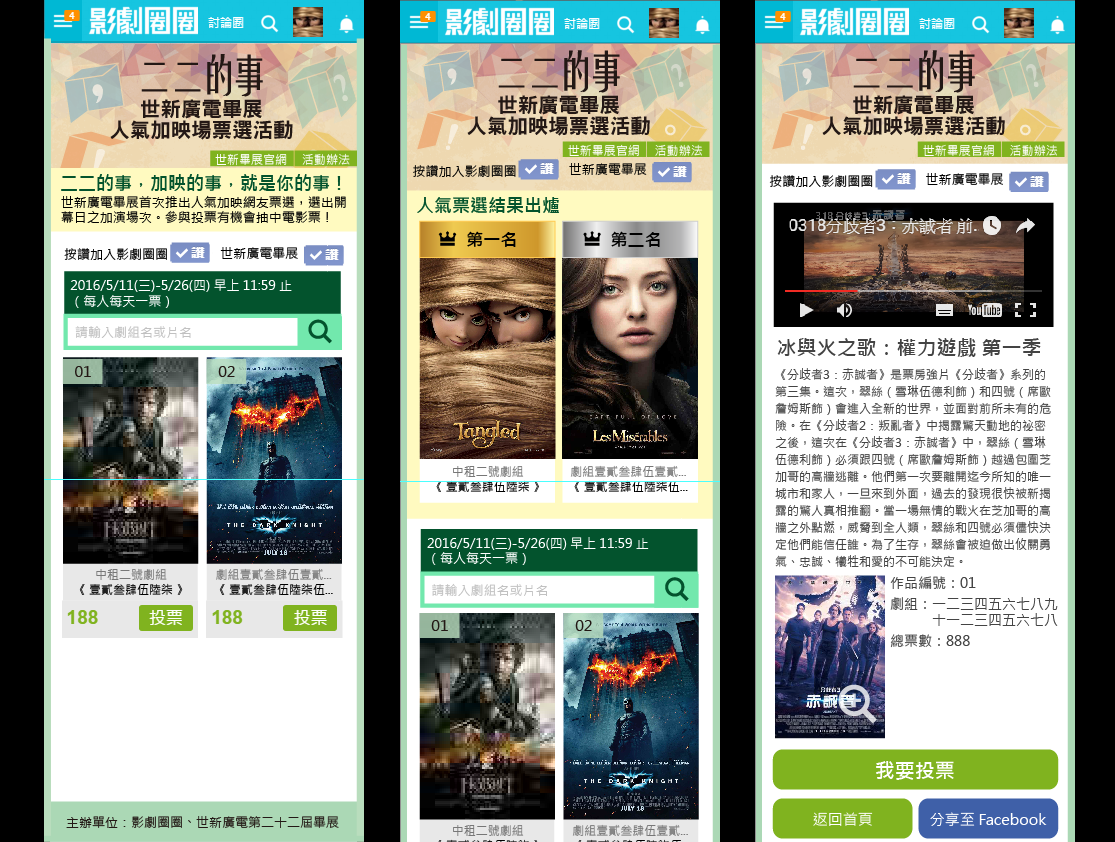 4
影劇圈圈
討論圈
二二的事
世新廣電畢展
人氣加映場票選活動
世新畢展官網
活動辦法
二二的事，加映的事，就是你的事！
世新廣電畢展首次推出人氣加映網友票選，選出開
幕日之加演場次。參與投票有機會抽中電影票！
按讚加入影劇圈圈
讚
世新廣電畢展
讚
2016/5/11(三)-5/26(四) 早上 11:59 止
（每人每天一票）
請輸入劇組名或片名
01
02
THE DARK KNIGHT
JULY 18
中租二號劇組
《 壹貳叁肆伍陸柒 》
劇組壹貳叁肆伍壹貳...
《 壹貳叁肆伍陸柒伍...
188
投票
188
投票
主辦單位：影劇圈圈、世新廣電第二十二屆畢展
4
影劇圈圈
討論圈
二二的事
世新廣電畢展
人氣加映場票選活動
世新畢展官網
活動辦法
按讚加入影劇圈圈
讚
世新廣電畢展
讚
人氣票選結果出爐
第一名
第二名
Tangled
Les Misérables
中租二號劇組
《 壹貳叁肆伍陸柒 》
劇組壹貳叁肆伍壹貳...
《 壹貳叁肆伍陸柒伍...
2016/5/11(三)-5/26(四) 早上 11:59 止
（每人每天一票）
請輸入劇組名或片名
01
02
THE DARK KNIGHT
JULY 18
中租二號劇組
劇組壹貳叁肆伍壹貳...
4
影劇圈圈
討論圈
二二的事
世新廣電畢展
人氣加映場票選活動
世新畢展官網
活動辦法
按讚加入影劇圈圈
讚
世新廣電畢展
讚
0318分歧者3：赤誠者 前.
YouTube
冰與火之歌：權力遊戲 第一季
《分歧者3：赤誠者》是票房強片《分歧者》系列的
第三集。這次，翠絲（雪琳伍德利飾）和四號（席歐
詹姆斯飾）會進入全新的世界，並面對前所未有的危
險。在《分歧者2：叛亂者》中揭露驚天動地的祕密
之後，這次在《分歧者3：赤誠者》中，翠絲（雪琳
伍德利飾）必須跟四號（席歐詹姆斯飾）越過包圍芝
加哥的高牆逃離。他們第一次要離開迄今所知的唯一
城市和家人，一旦來到外面，過去的發現很快被新揭
露的驚人真相推翻。當一場無情的戰火在芝加哥的高
牆之外點燃，威脅到全人類，翠絲和四號必須儘快決
定他們能信任誰。為了生存，翠絲會被迫做出攸關勇
氣、忠誠、犧牲和愛的不可能決定。
赤誠者
作品編號：01
劇組：一二三四五六七八九
十一二三四五六七八
總票數：888
我要投票
返回首頁
分享至 Facebook